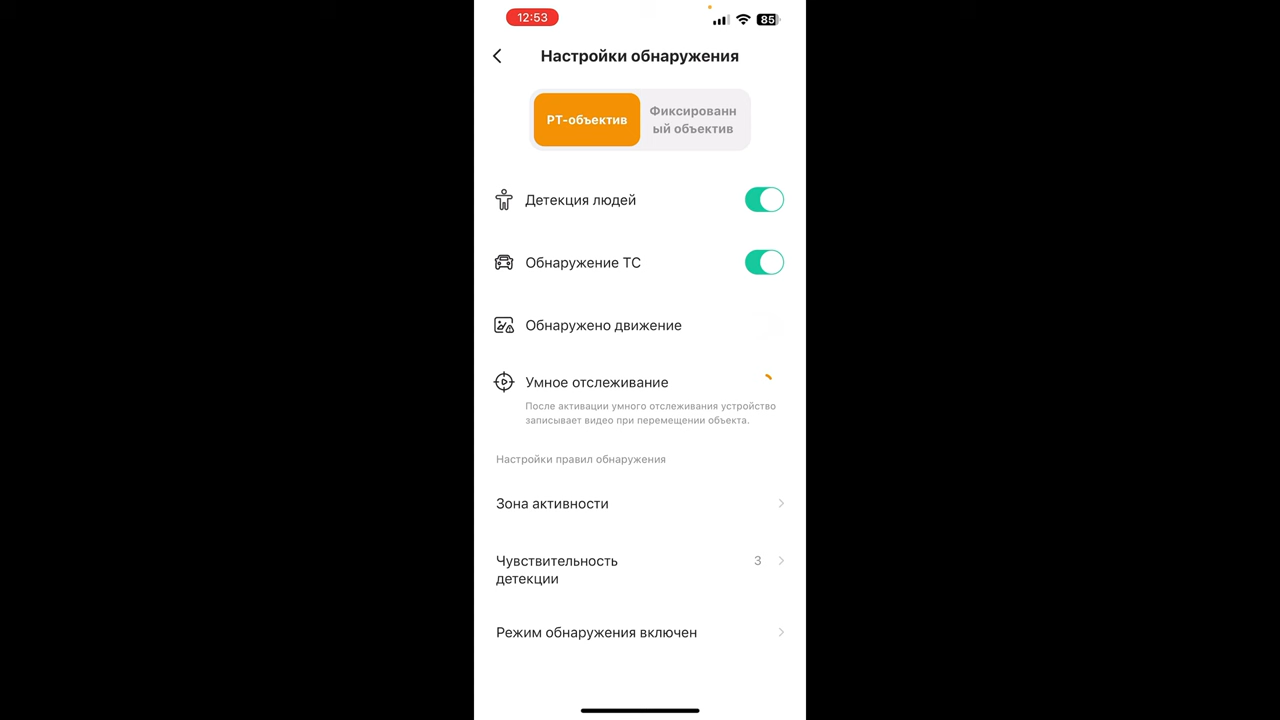 12:53
85
Настройки обнаружения
РТ-объектив
Фиксированн
ый объектив
Детекция людей
Обнаружение ТС
Обнаружено движение
Умное отслеживание
После активации умного отслеживания устройство
записывает видео при перемещении объекта.
Настройки правил обнаружения
Зона активности
Чувствительность
детекции
3
Режим обнаружения включен